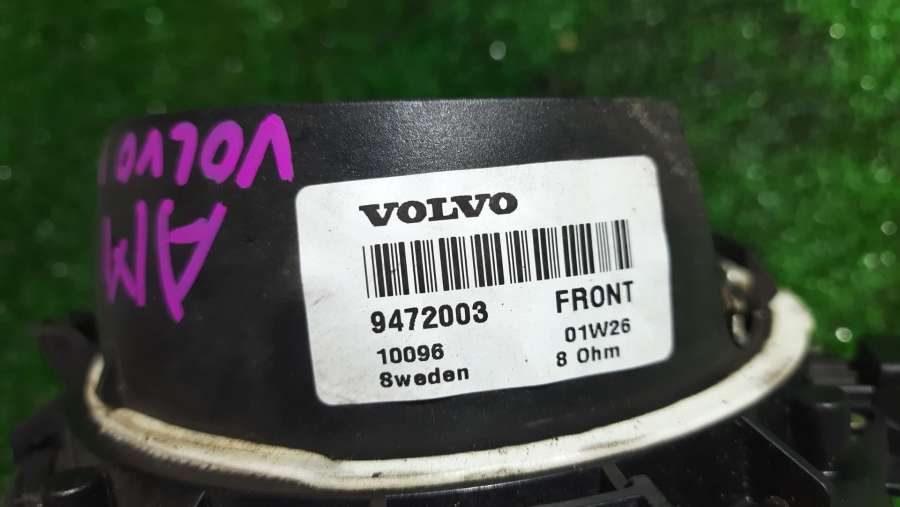 VOLVO
AM
VOLVO
9472003
FRONT
10096
01W26
Sweden
8 Ohm